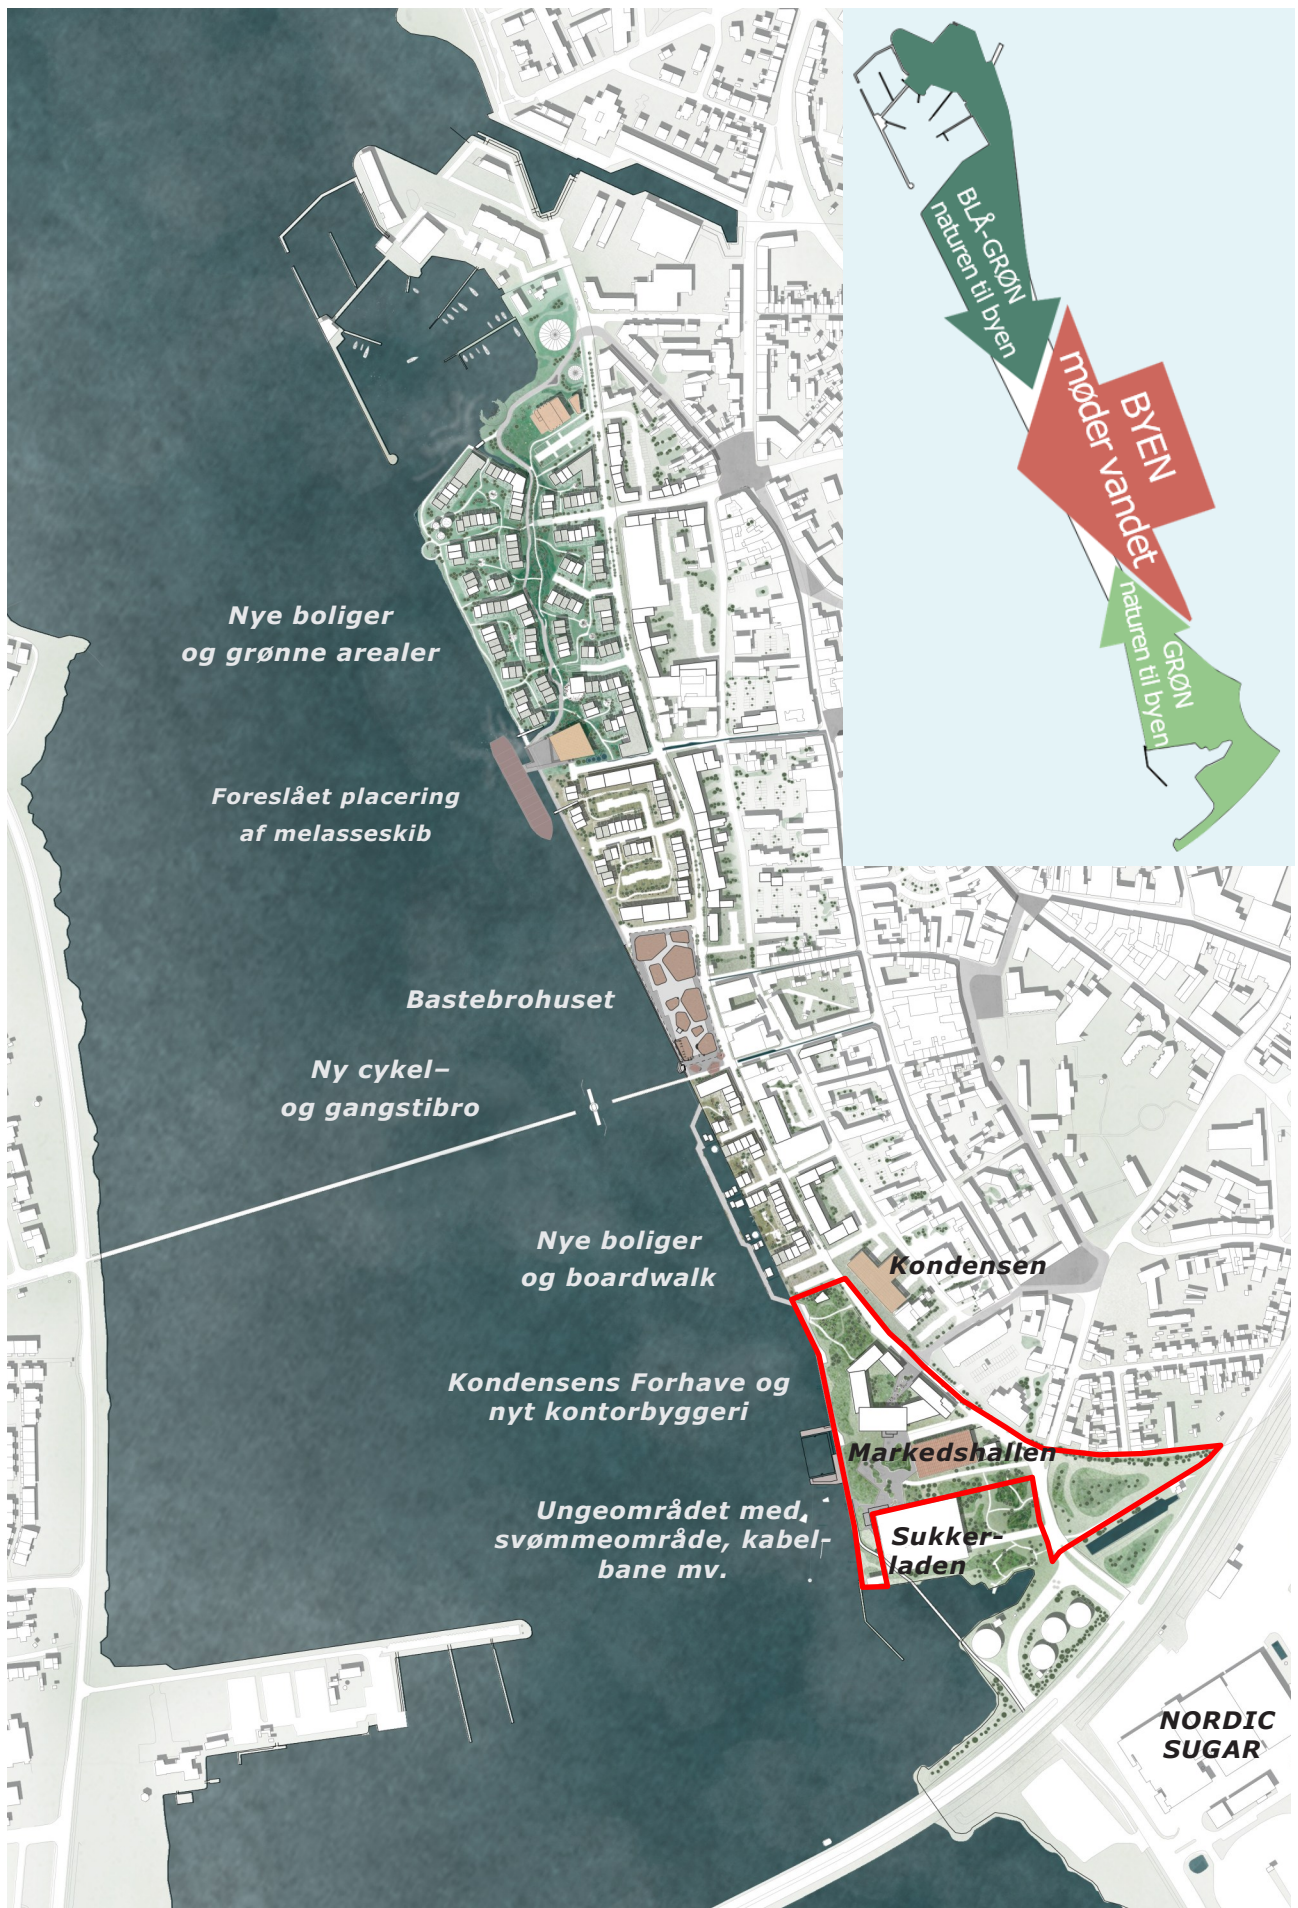 BLÅ-GRØN
naturen til byen
BYEN
møder vandet
GRØN
naturen til byen
Nye boliger
og grønne arealer
Foreslået placering
af melasseskib
Bastebrohuset
Ny cykel–
og gangstibro
Nye boliger
og boardwalk
Kondensen
Kondensens Forhave og
nyt kontorbyggeri
Markedshallen
Ungeområdet med
svømmeområde, kabel-
bane mv.
Sukker-
laden
NORDIC
SUGAR